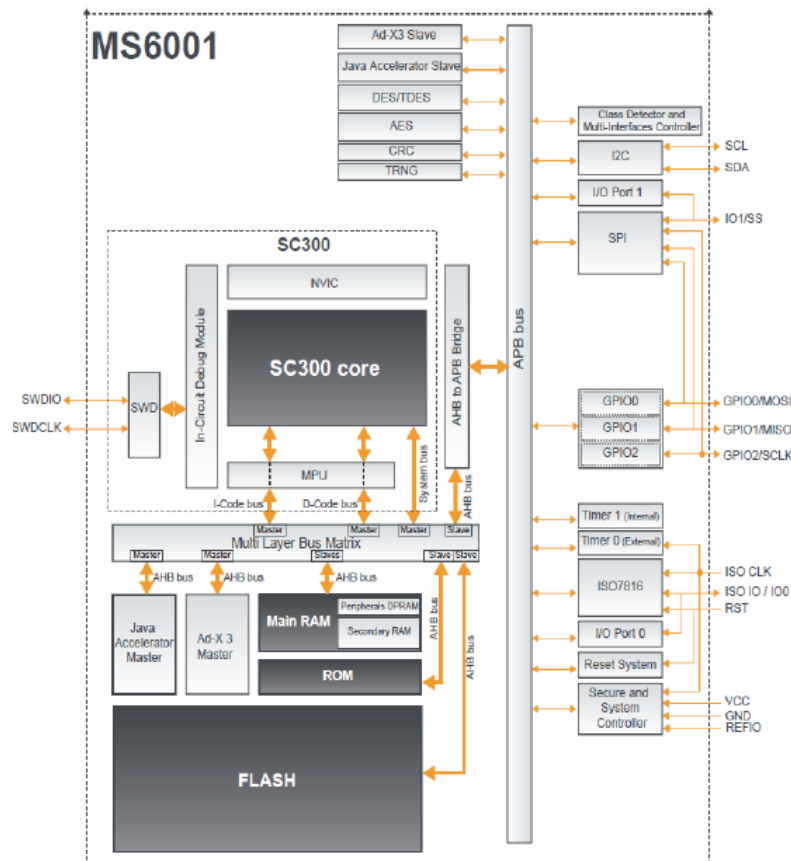 MS6001
Ad-X3 Slave
Java Accelerator Slave
DES/TDES
AES
CRC
TRNG
APB bus
Class Detector and
Multi-Interfaces Controller
I2C
SCL
SDA
I/O Port 1
IO1/SS
SPI
SC300
NVIC
SC300 core
In-Circuit Debug Module
SWD
SWDIO
SWDCLK
MPU
I-Code bus
D-Code bus
System bus
AHB to APB Bridge
AHB bus
GPIO0
GPIO1
GPIO2
GPIO0/MOSI
GPIO1/MISO
GPIO2/SCLK
Master
Master
Master
Slave
Multi Layer Bus Matrix
Master
Master
Slaves
Slave
Slave
AHB bus
AHB bus
AHB bus
AHB bus
AHB bus
Java
Accelerator
Master
Ad-X 3
Master
Main RAM
Peripherals DPRAM
Secondary RAM
ROM
FLASH
Timer 1 (Internal)
Timer 0 (External)
ISO7816
I/O Port 0
Reset System
Secure and
System
Controller
ISO CLK
ISO IO / IO0
RST
VCC
GND
REFIO